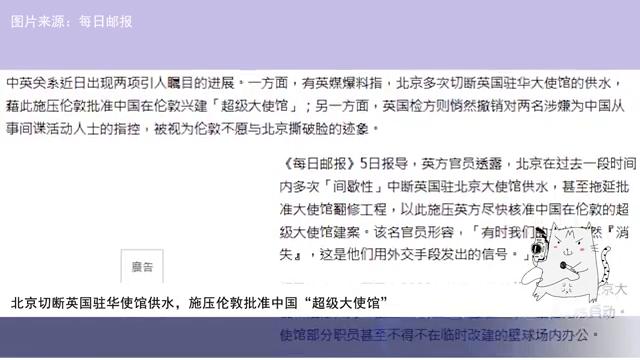 图片来源：每日邮报
中英关系近日出现两项引人瞩目的进展。一方面，有英媒爆料指，北京多次切断英国驻华大使馆的供水，
藉此施压伦敦批准中国在伦敦兴建「超级大使馆」；另一方面，英国检方则悄然撤销对两名涉嫌为中国从
事间谍活动人士的指控，被视为伦敦不愿与北京撕破脸的迹象。
《每日邮报》5日报导，英方官员透露，北京在过去一段时间
内多次「间歇性」中断英国驻北京大使馆供水，甚至拖延批
准大使馆翻修工程，以此施压英方尽快核准中国在伦敦的超
级大使馆建案。该名官员形容，「有时我们的 然『消
失』，这是他们用外交手段发出的信号。」
廣告
北京切断英国驻华使馆供水，施压伦敦批准中国“超级大使馆”
京大
自动。
使馆部分职员甚至不得不在临时改建的壁球场内办公。